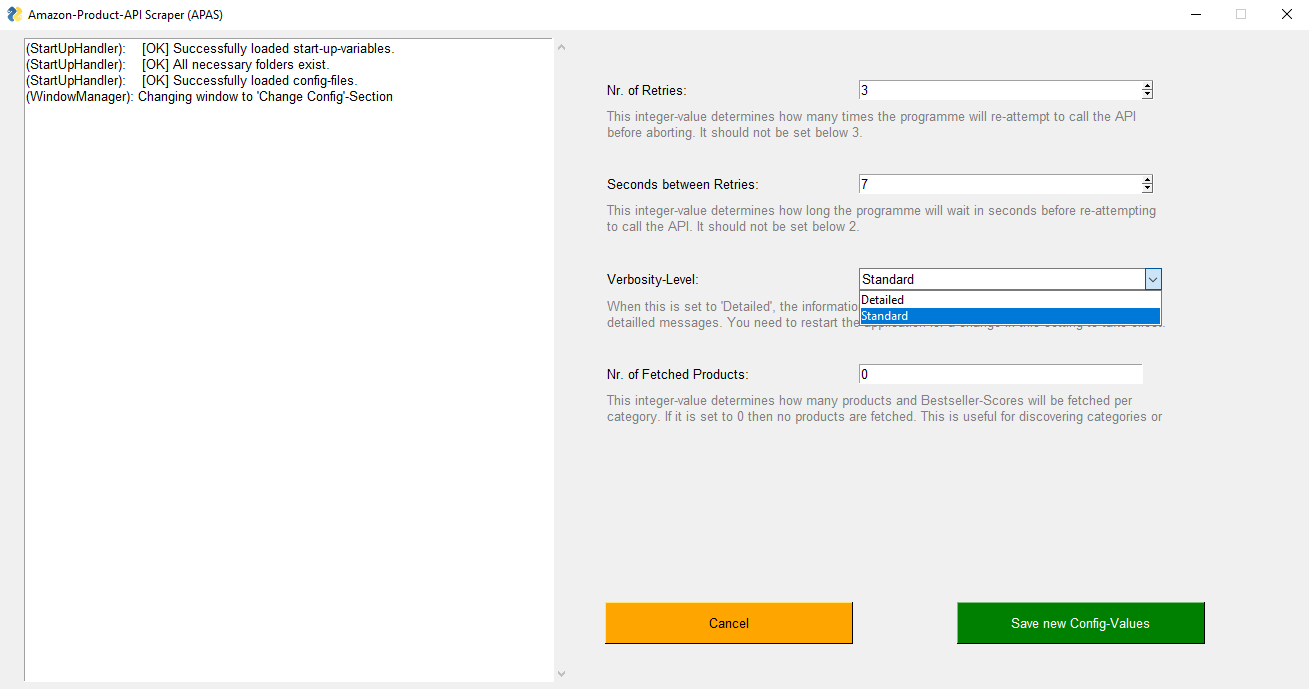 Amazon-Product-API Scraper (APAS)
(StartUpHandler): [OK] Successfully loaded start-up-variables.
(StartUpHandler): [OK] All necessary folders exist.
(StartUpHandler): [OK] Successfully loaded config-files.
(WindowManager): Changing window to 'Change Config'-Section
Nr. of Retries:
3
This integer-value determines how many times the programme will re-attempt to call the API
before aborting. It should not be set below 3.
Seconds between Retries:
7
This integer-value determines how long the programme will wait in seconds before re-attempting
to call the API. It should not be set below 2.
Verbosity-Level:
Standard
Detailed
Standard
When this is set to 'Detailed', the
detailled messages. You need to restart the
Nr. of Fetched Products:
0
This integer-value determines how many products and Bestseller-Scores will be fetched per
category. If it is set to 0 then no products are fetched. This is useful for discovering categories or
Cancel
Save new Config-Values